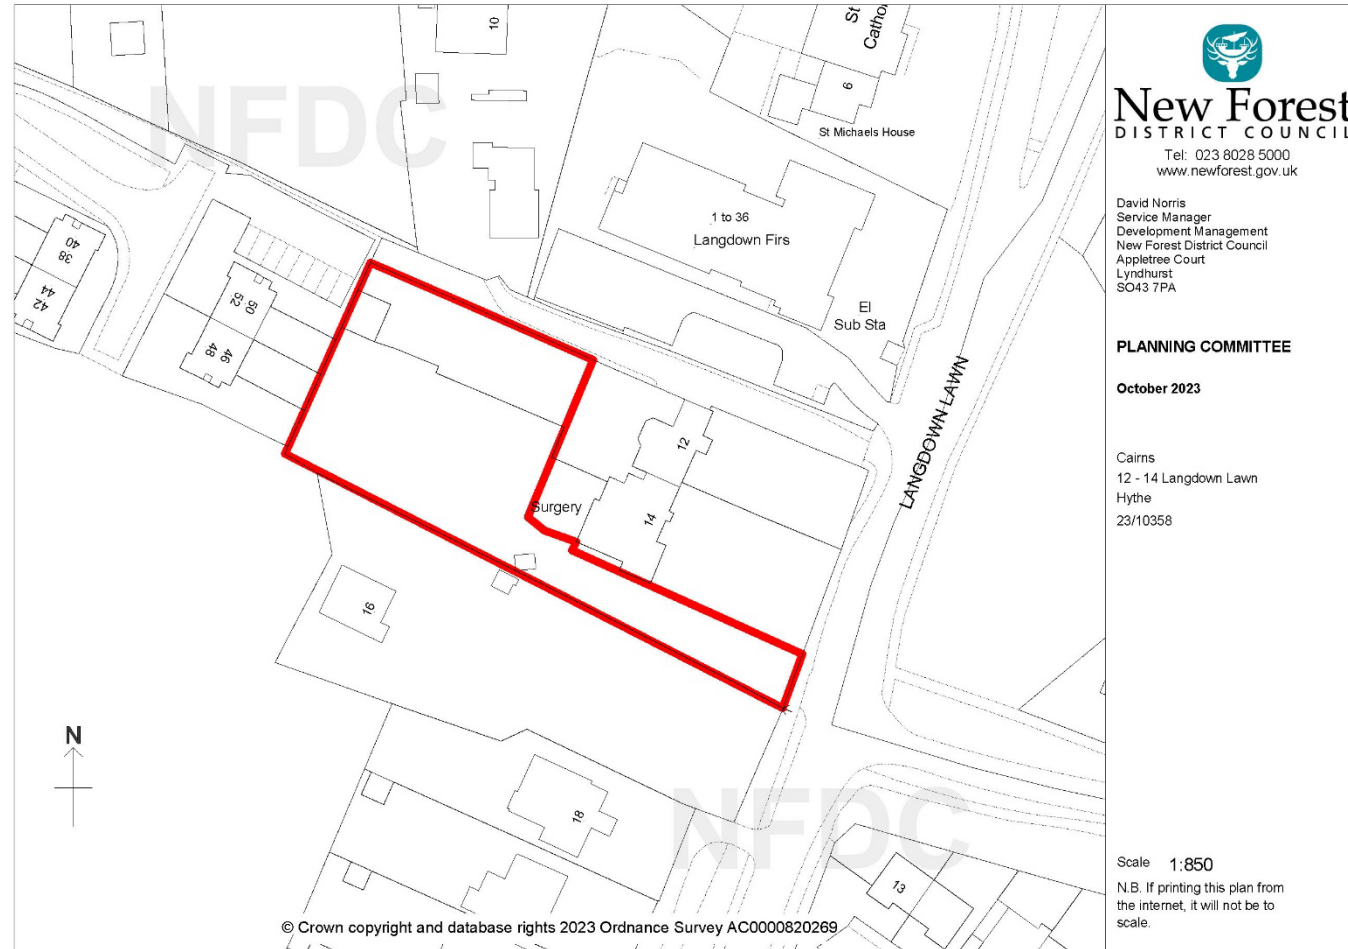 NFDC
10
St
Catho
6
St Michaels House
1 to 36
Langdown Firs
El
Sub Sta
38
40
44
42
50
52
46
48
12
14
Surgery
LANGDOWN LAWN
16
18
13
NFDC
N
© Crown copyright and database rights 2023 Ordnance Survey AC0000820269
New Forest
DISTRICT COUNCIL
Tel: 023 8028 5000
www.newforest.gov.uk
David Norris
Service Manager
Development Management
New Forest District Council
Appletree Court
Lyndhurst
SO43 7PA
PLANNING COMMITTEE
October 2023
Cairns
12 - 14 Langdown Lawn
Hythe
23/10358
Scale 1:850
N.B. If printing this plan from
the internet, it will not be to
scale.